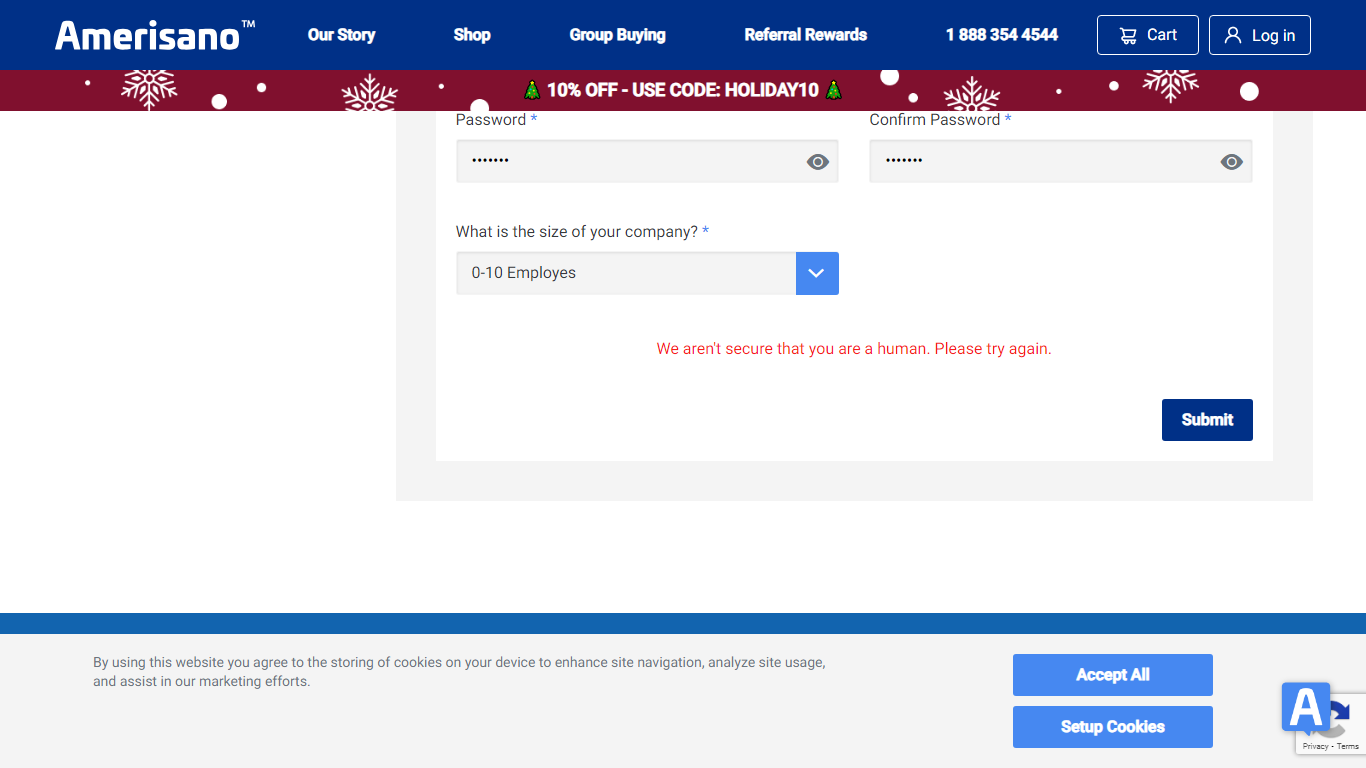 Amerisano™
Our Story
Shop
Group Buying
Referral Rewards
1 888 354 4544
Cart
Log in
10% OFF - USE CODE: HOLIDAY10
Password *
Confirm Password *
•••••••
•••••••
What is the size of your company? *
0-10 Employes
We aren't secure that you are a human. Please try again.
Submit
By using this website you agree to the storing of cookies on your device to enhance site navigation, analyze site usage,
and assist in our marketing efforts.
Accept All
Setup Cookies
A
Privacy - Terms